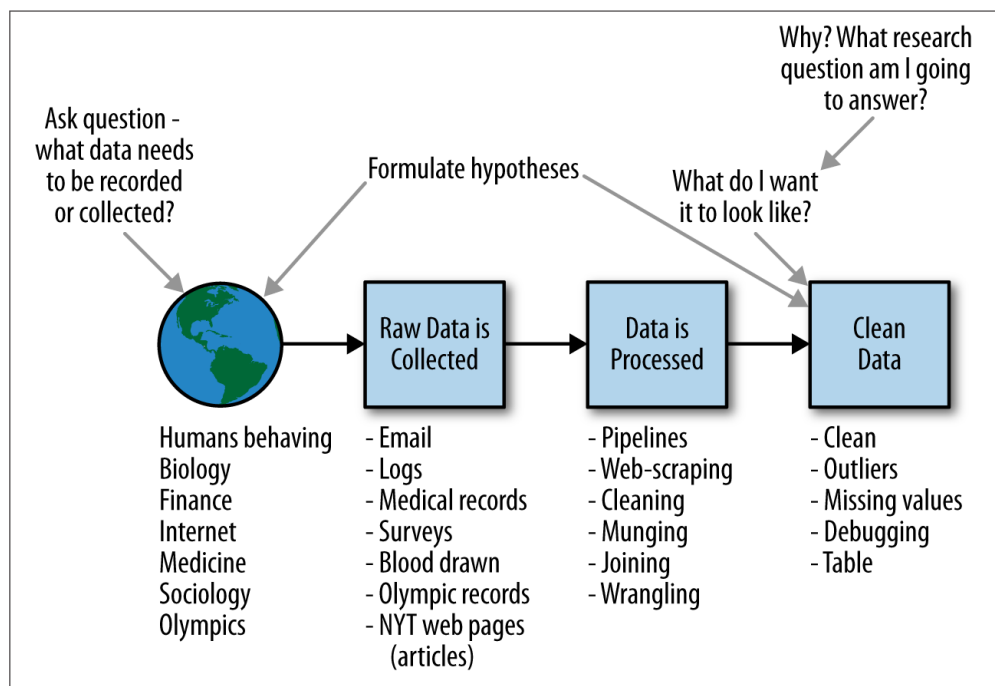 Why? What research
question am I going
to answer?
Ask question -
what data needs
to be recorded
or collected?
Formulate hypotheses
What do I want
it to look like?
Raw Data is
Collected
Data is
Processed
Clean
Data
Humans behaving
Biology
Finance
Internet
Medicine
Sociology
Olympics
- Email
- Logs
- Medical records
- Surveys
- Blood drawn
- Olympic records
- NYT web pages
(articles)
- Pipelines
- Web-scraping
- Cleaning
- Munging
- Joining
- Wrangling
- Clean
- Outliers
- Missing values
- Debugging
- Table